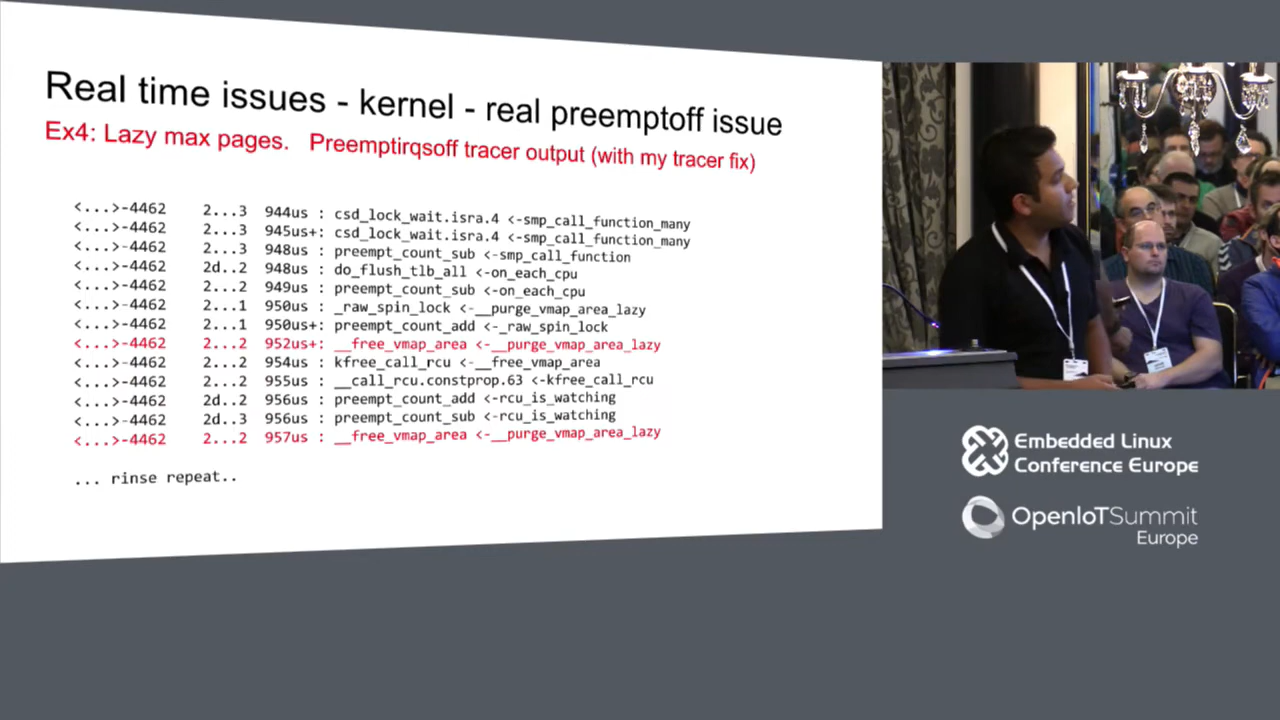 Real time issues - kernel - real preemptoff issue
Ex4: Lazy max pages. Preemptirqsoff tracer output (with my tracer fix)
<...>-4462 2...3 944us : csd_lock_wait.isra.4 <-smp_call_function_many
<...>-4462 2...3 945us+: csd_lock_wait.isra.4 <-smp_call_function_many
<...>-4462 2...3 948us : preempt_count_sub <-smp_call_function
<...>-4462 2d..2 948us : do_flush_tlb_all <-on_each_cpu
<...>-4462 2...2 949us : preempt_count_sub <-on_each_cpu
<...>-4462 2...1 950us : _raw_spin_lock <-__purge_vmap_area_lazy
<...>-4462 2...1 950us+: preempt_count_add <-_raw_spin_lock
<...>-4462 2...2 952us+: __free_vmap_area <-__purge_vmap_area_lazy
<...>-4462 2...2 954us : kfree_call_rcu <-__free_vmap_area
<...>-4462 2...2 955us : __call_rcu.constprop.63 <-kfree_call_rcu
<...>-4462 2d..2 956us : preempt_count_add <-rcu_is_watching
<...>-4462 2d..3 956us : preempt_count_sub <-rcu_is_watching
<...>-4462 2...2 957us : __free_vmap_area <-__purge_vmap_area_lazy
... rinse repeat..
Embedded Linux
Conference Europe
OpenIoTSummit
Europe